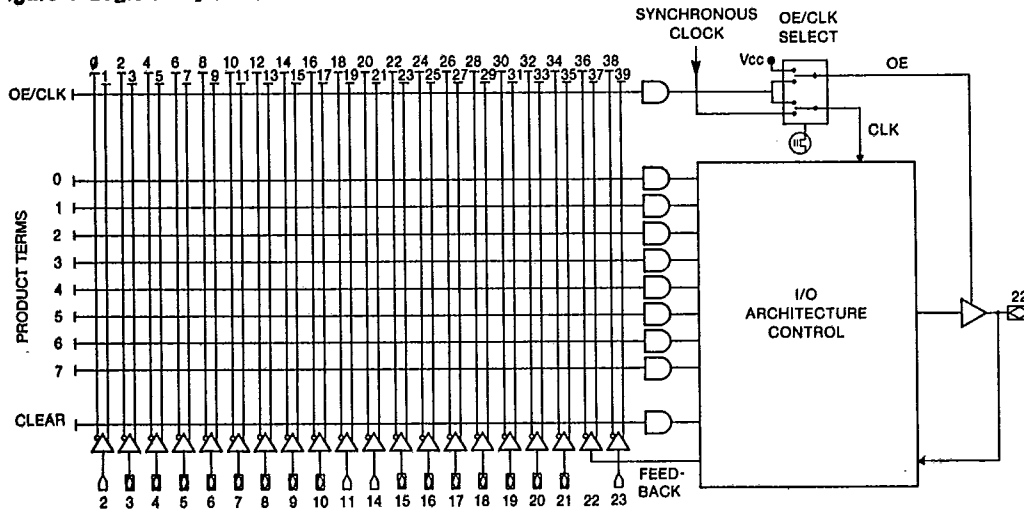 SYNCHRONOUS CLOCK
OE/CLK SELECT
Vcc
OE
0 2 4 6 8 10 12 14 16 18 20 22 24 26 28 30 32 34 36 38
1 3 5 7 9 11 13 15 17 19 21 23 25 27 29 31 33 35 37 39
OE/CLK
CLK
PRODUCT TERMS
0
1
2
3
4
5
6
7
CLEAR
I/O
ARCHITECTURE
CONTROL
22
FEED-
BACK
2 3 4 5 6 7 8 9 10 11 14 15 16 17 18 19 20 21 22 23